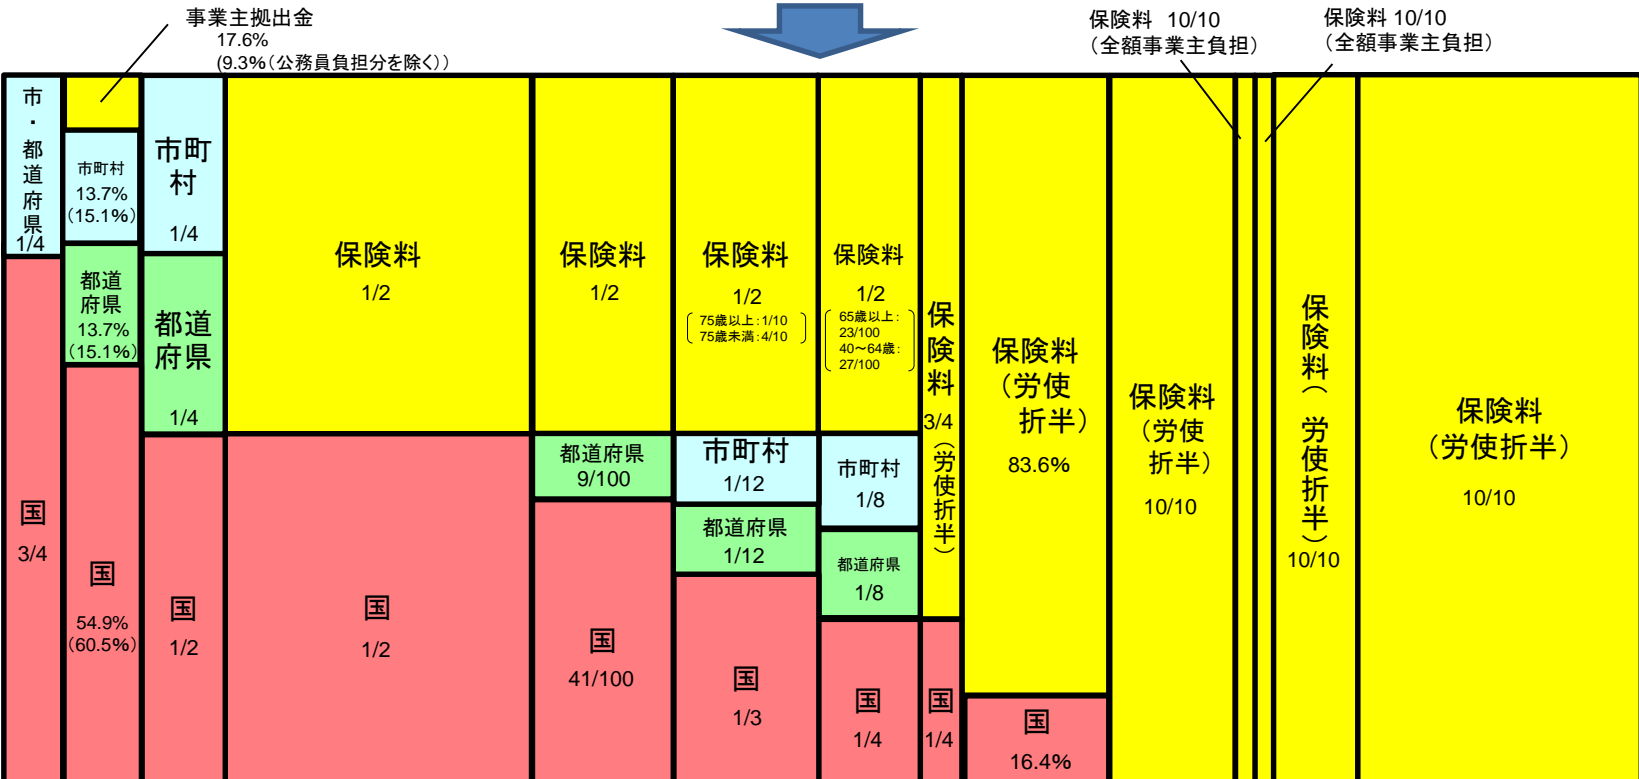 事業主拠出金
17.6%
(9.3%(公務員負担分を除く))
保険料 10/10
(全額事業主負担)
保険料 10/10
(全額事業主負担)
市・都道府県
1/4
国
3/4
市町村
13.7%
(15.1%)
都道
府県
13.7%
(15.1%)
国
54.9%
(60.5%)
市町
村
1/4
都道
府県
1/4
国
1/2
保険料
1/2
国
1/2
保険料
1/2
都道府県
9/100
国
41/100
保険料
1/2
75歳以上:1/10
75歳未満:4/10
市町村
1/12
都道府県
1/12
国
1/3
保険料
1/2
65歳以上:
23/100
40~64歳:
27/100
市町村
1/8
都道府県
1/8
国
1/4
保険料
3/4
(労使折半)
国
1/4
保険料
(労使
折半)
83.6%
国
16.4%
保険料
(労使
折半)
10/10
保険料(労使折半)
10/10
保険料
(労使折半)
10/10